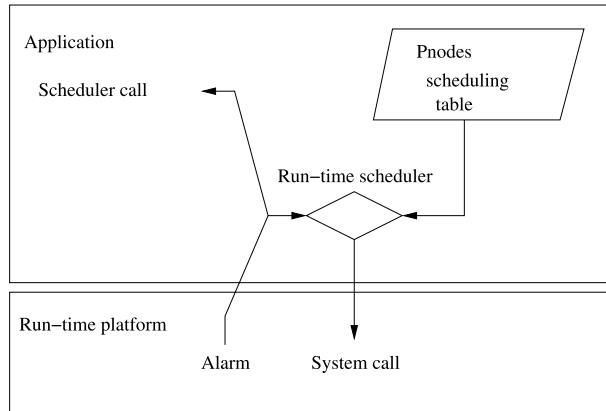 Application
Pnodes
scheduling
table
Scheduler call
Run−time scheduler
Run−time platform
Alarm
System call